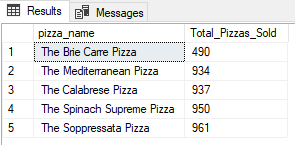 Results Messages
pizza_name Total_Pizzas_Sold
1 The Brie Carre Pizza 490
2 The Mediterranean Pizza 934
3 The Calabrese Pizza 937
4 The Spinach Supreme Pizza 950
5 The Soppressata Pizza 961